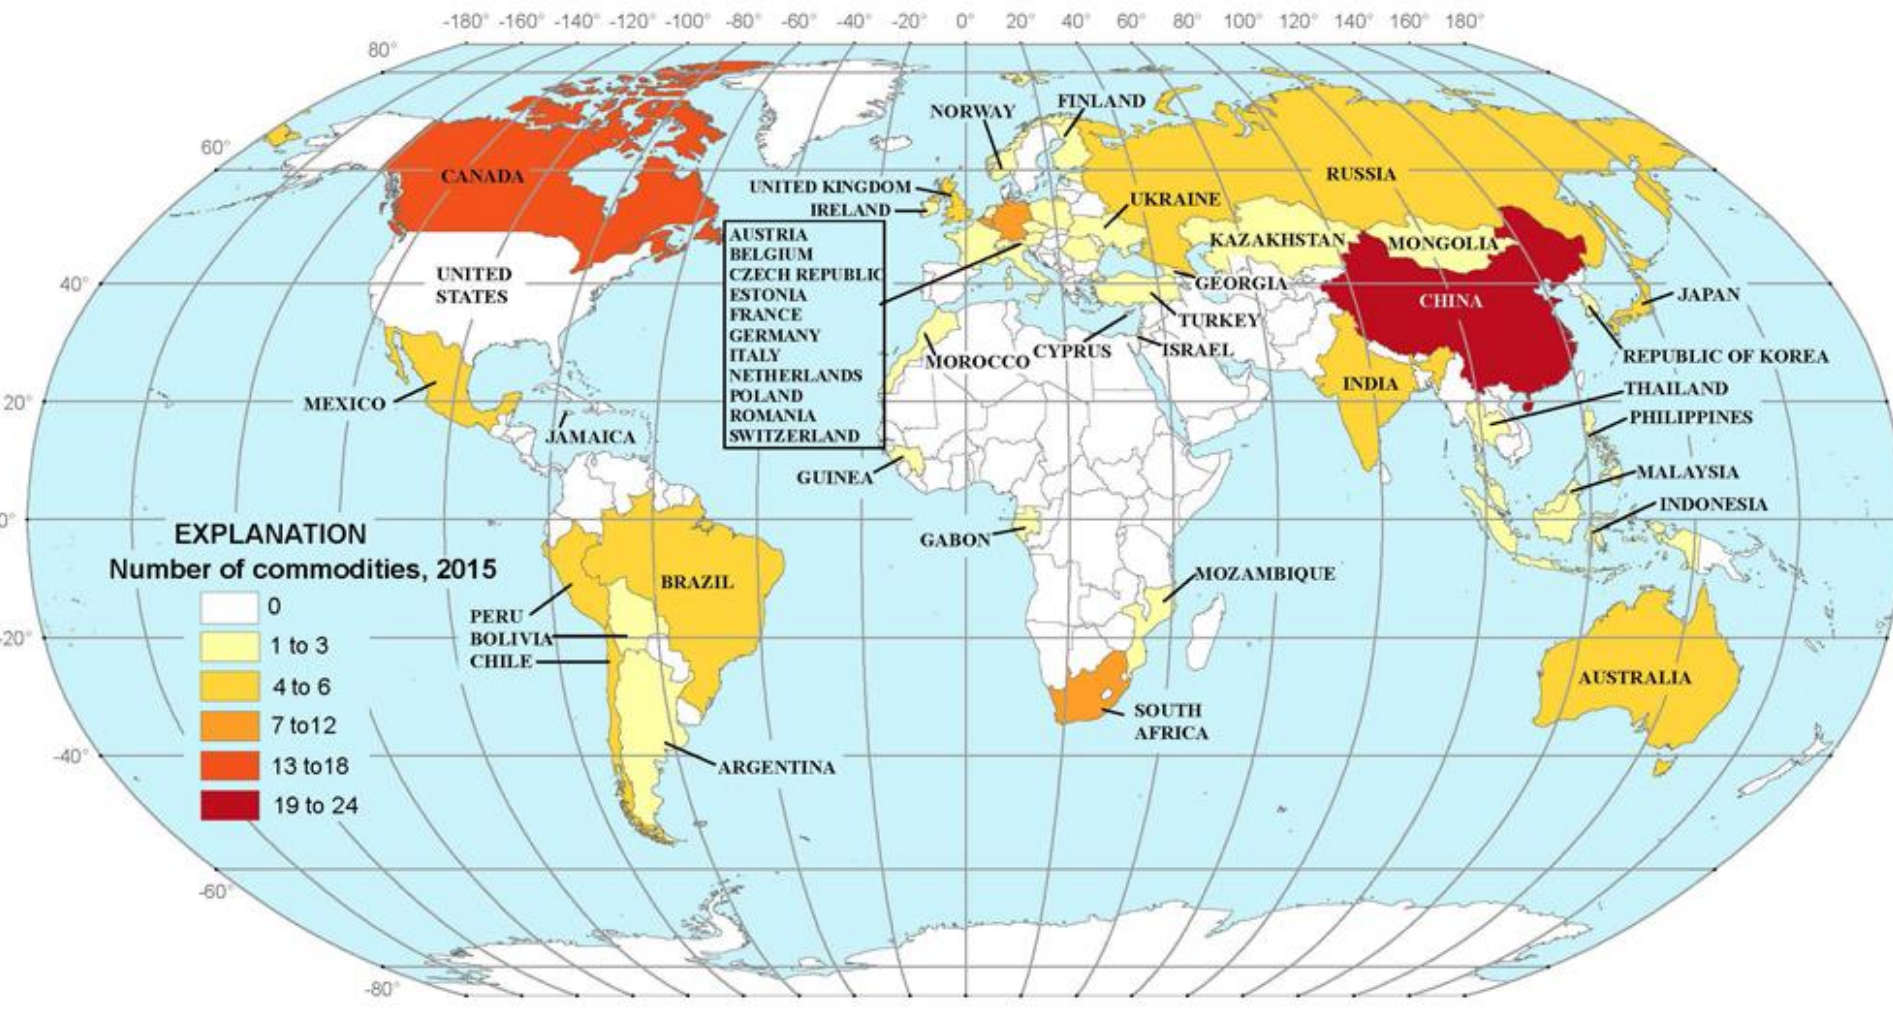 -180° -160° -140° -120° -100° -80° -60° -40° -20° 0° 20° 40° 60° 80° 100° 120° 140° 160° 180°
80°
60°
40°
20°
0°
-20°
-40°
-60°
-80°
NORWAY
FINLAND
CANADA
RUSSIA
UNITED KINGDOM
IRELAND
UKRAINE
AUSTRIA
BELGIUM
CZECH REPUBLIC
ESTONIA
FRANCE
GERMANY
ITALY
NETHERLANDS
POLAND
ROMANIA
SWITZERLAND
KAZAKHSTAN
MONGOLIA
UNITED
STATES
GEORGIA
CHINA
JAPAN
TURKEY
MOROCCO
CYPRUS
ISRAEL
REPUBLIC OF KOREA
INDIA
THAILAND
MEXICO
PHILIPPINES
JAMAICA
GUINEA
MALAYSIA
INDONESIA
GABON
MOZAMBIQUE
BRAZIL
PERU
BOLIVIA
CHILE
AUSTRALIA
SOUTH
AFRICA
ARGENTINA
EXPLANATION
Number of commodities, 2015
0
1 to 3
4 to 6
7 to12
13 to18
19 to 24